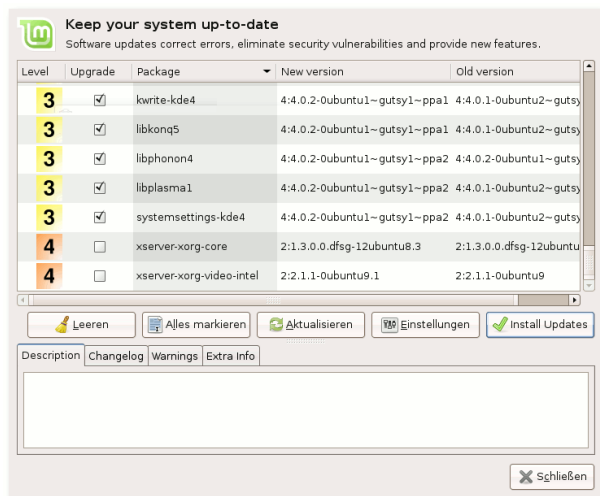 Keep your system up-to-date
Software updates correct errors, eliminate security vulnerabilities and provide new features.
Level Upgrade Package New version Old version
3 kwrite-kde4 4:4.0.2-0ubuntu1~gutsy1~ppa1 4:4.0.1-0ubuntu2~gutsy
3 libkonq5 4:4.0.2-0ubuntu1~gutsy1~ppa1 4:4.0.1-0ubuntu2~gutsy
3 libphonon4 4:4.0.2-0ubuntu1~gutsy1~ppa2 4:4.0.2-0ubuntu1~gutsy
3 libplasma1 4:4.0.2-0ubuntu1~gutsy1~ppa2 4:4.0.1-0ubuntu2~gutsy
3 systemsettings-kde4 4:4.0.2-0ubuntu1~gutsy1~ppa2 4:4.0.1-0ubuntu2~gutsy
4 xserver-xorg-core 2:1.3.0.0.dfsg-12ubuntu8.3 2:1.3.0.0.dfsg-12ubuntu
4 xserver-xorg-video-intel 2:2.1.1-0ubuntu9.1 2:2.1.1-0ubuntu9
Leeren Alles markieren Aktualisieren Einstellungen Install Updates
Description Changelog Warnings Extra Info
Schließen